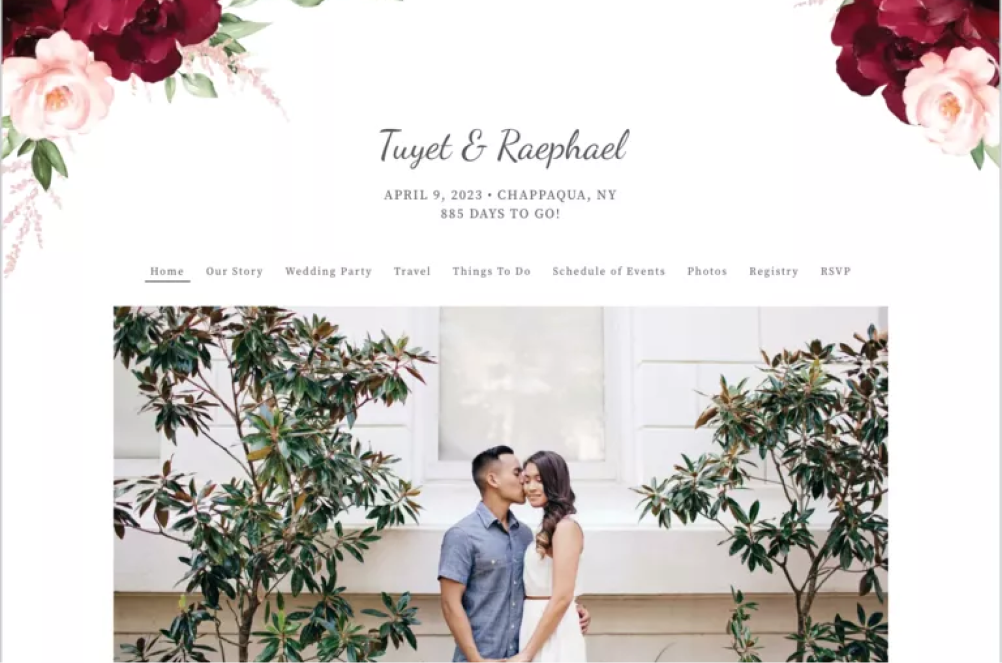 Tuyet & Raephael
APRIL 9, 2023 • CHAPPAQUA, NY
885 DAYS TO GO!
Home Our Story Wedding Party Travel Things To Do Schedule of Events Photos Registry RSVP